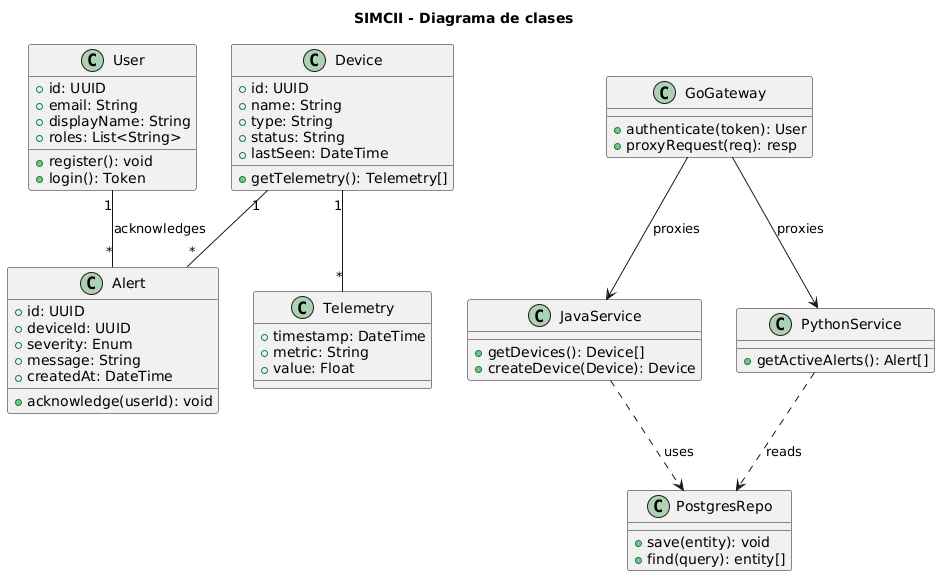 SIMCII - Diagrama de clases
C User
id: UUID
email: String
displayName: String
roles: List<String>
register(): void
login(): Token
C Device
id: UUID
name: String
type: String
status: String
lastSeen: DateTime
getTelemetry(): Telemetry[]
C GoGateway
authenticate(token): User
proxyRequest(req): resp
1
acknowledges
*
1
*
1
*
proxies
proxies
C Alert
id: UUID
deviceId: UUID
severity: Enum
message: String
createdAt: DateTime
acknowledge(userId): void
C Telemetry
timestamp: DateTime
metric: String
value: Float
C JavaService
getDevices(): Device[]
createDevice(Device): Device
C PythonService
getActiveAlerts(): Alert[]
uses
reads
C PostgresRepo
save(entity): void
find(query): entity[]